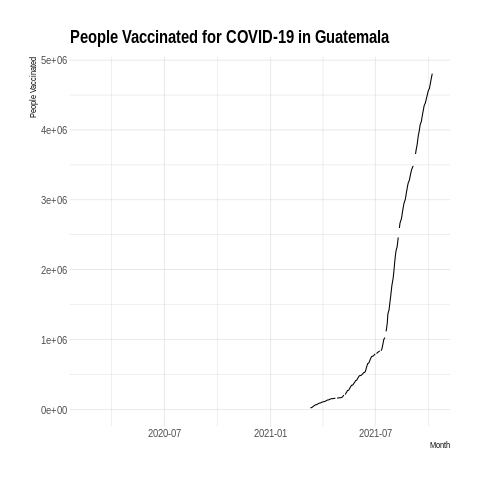 People Vaccinated for COVID-19 in Guatemala
People Vaccinated
5e+06
4e+06
3e+06
2e+06
1e+06
0e+00
2020-07
2021-01
2021-07
Month